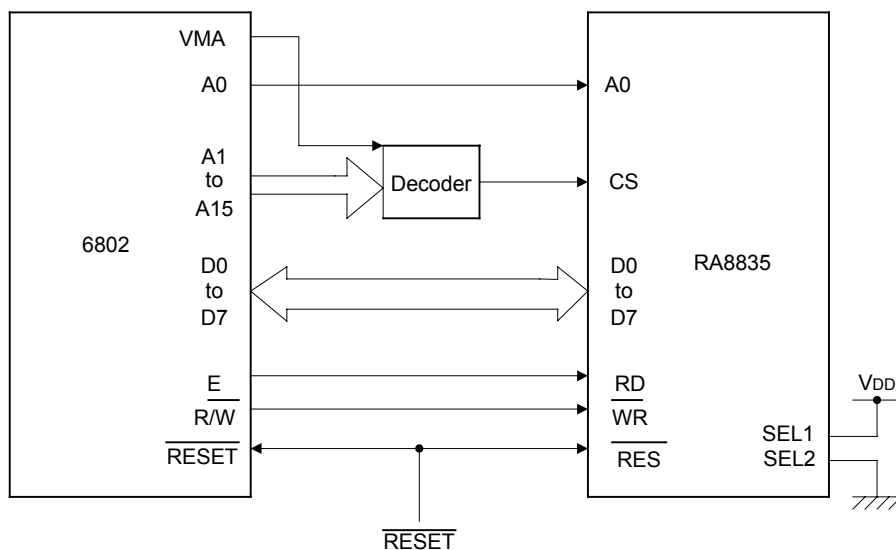 VMA
A0
A1
to
A15
6802
D0
to
D7
E
R/W
RESET
Decoder
RESET
A0
CS
D0
to
D7
RA8835
RD
WR
RES
VDD
SEL1
SEL2